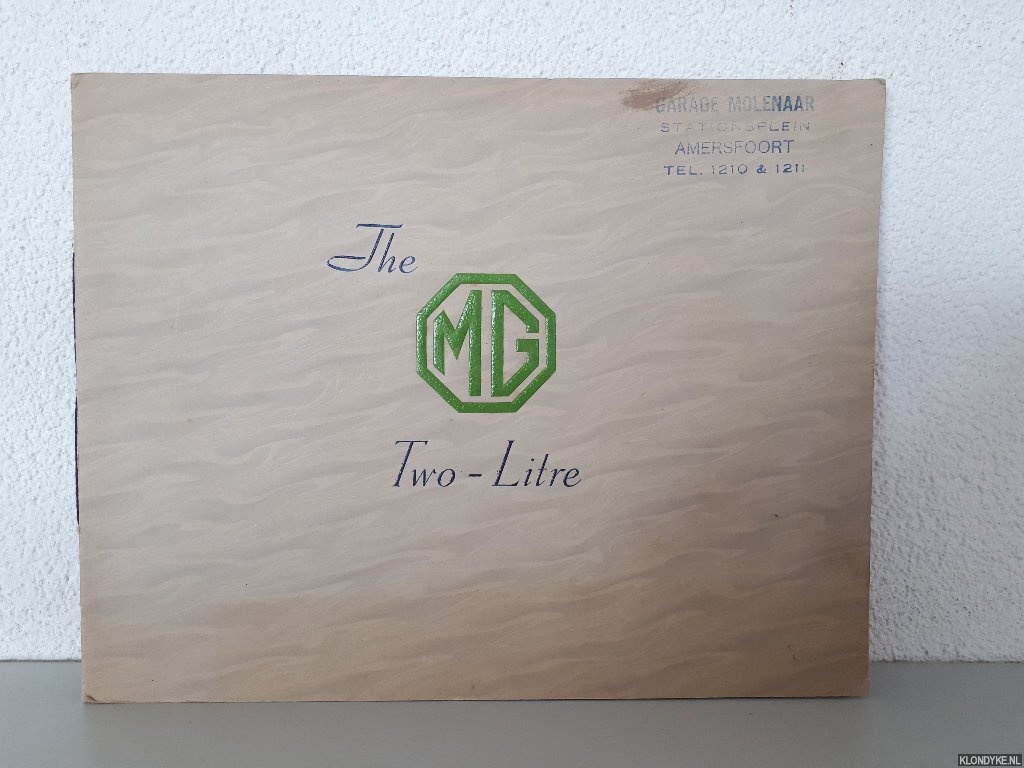 GARAGE MOLENAAR
STATIONSPLEIN
AMERSFOORT
TEL. 1210 & 1211
The
MG
Two - Litre
KLONDYKE.NL